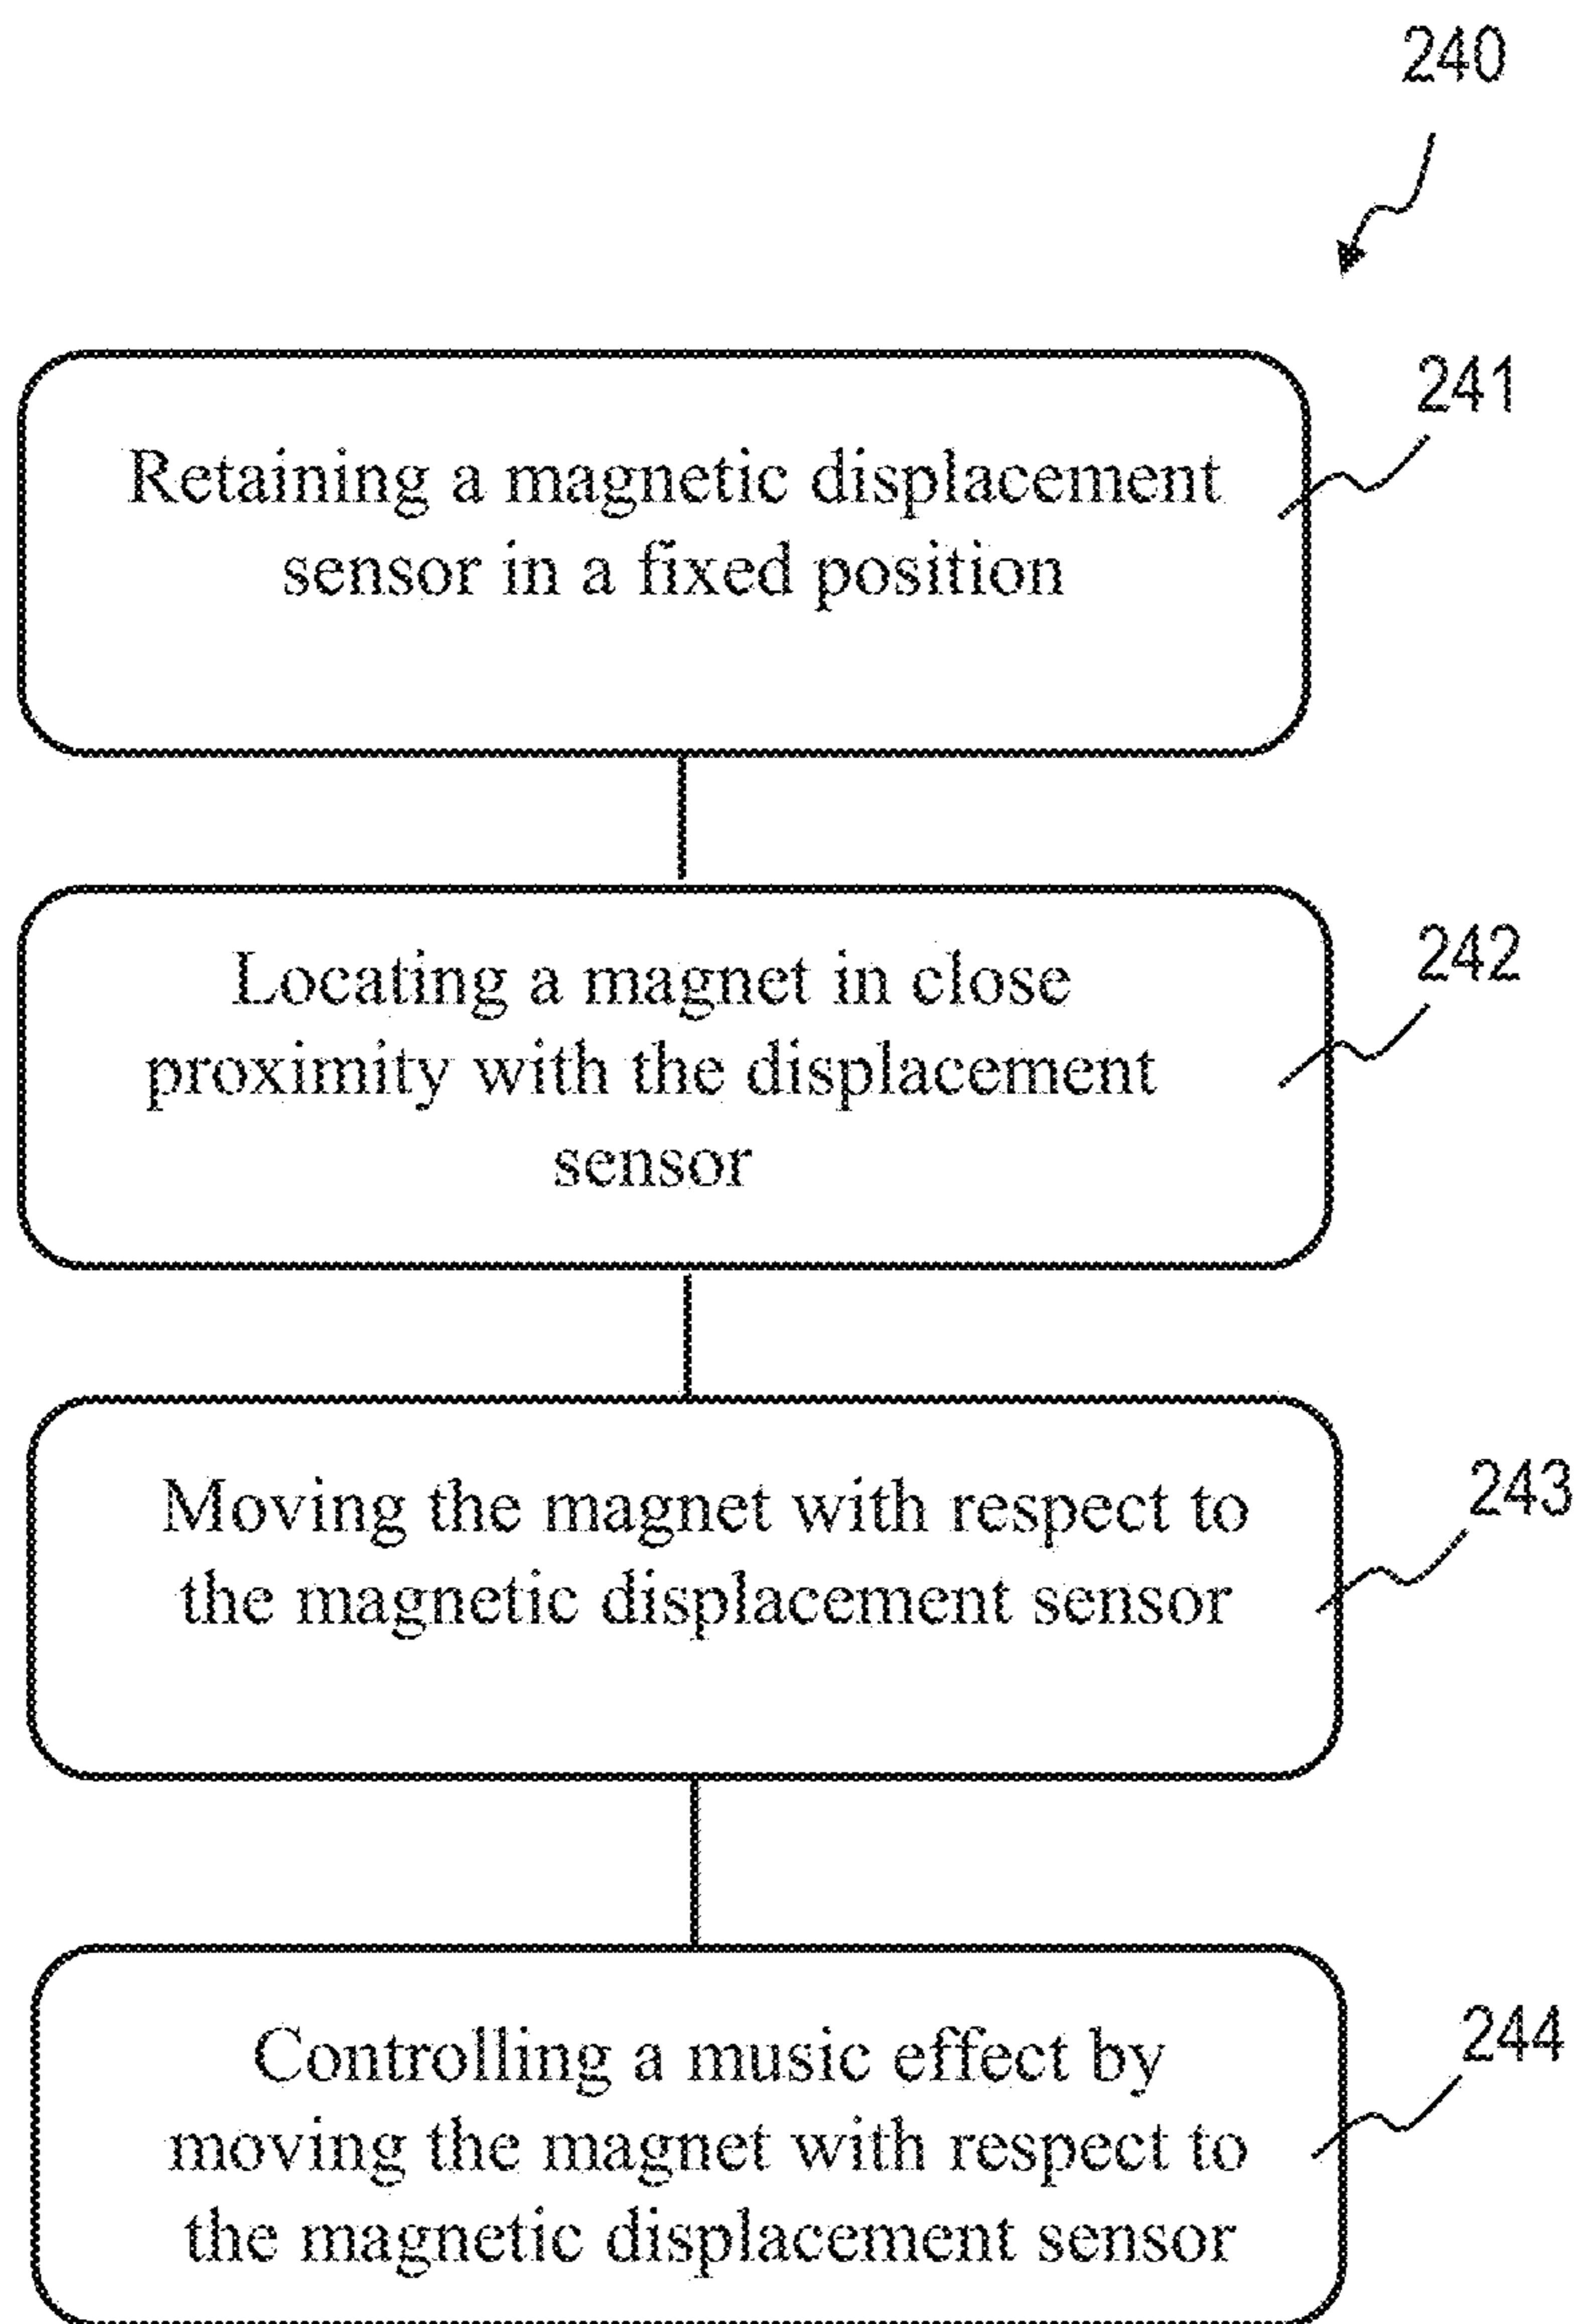 240
241
Retaining a magnetic displacement
sensor in a fixed position
242
Locating a magnet in close
proximity with the displacement
sensor
243
Moving the magnet with respect to
the magnetic displacement sensor
244
Controlling a music effect by
moving the magnet with respect to
the magnetic displacement sensor